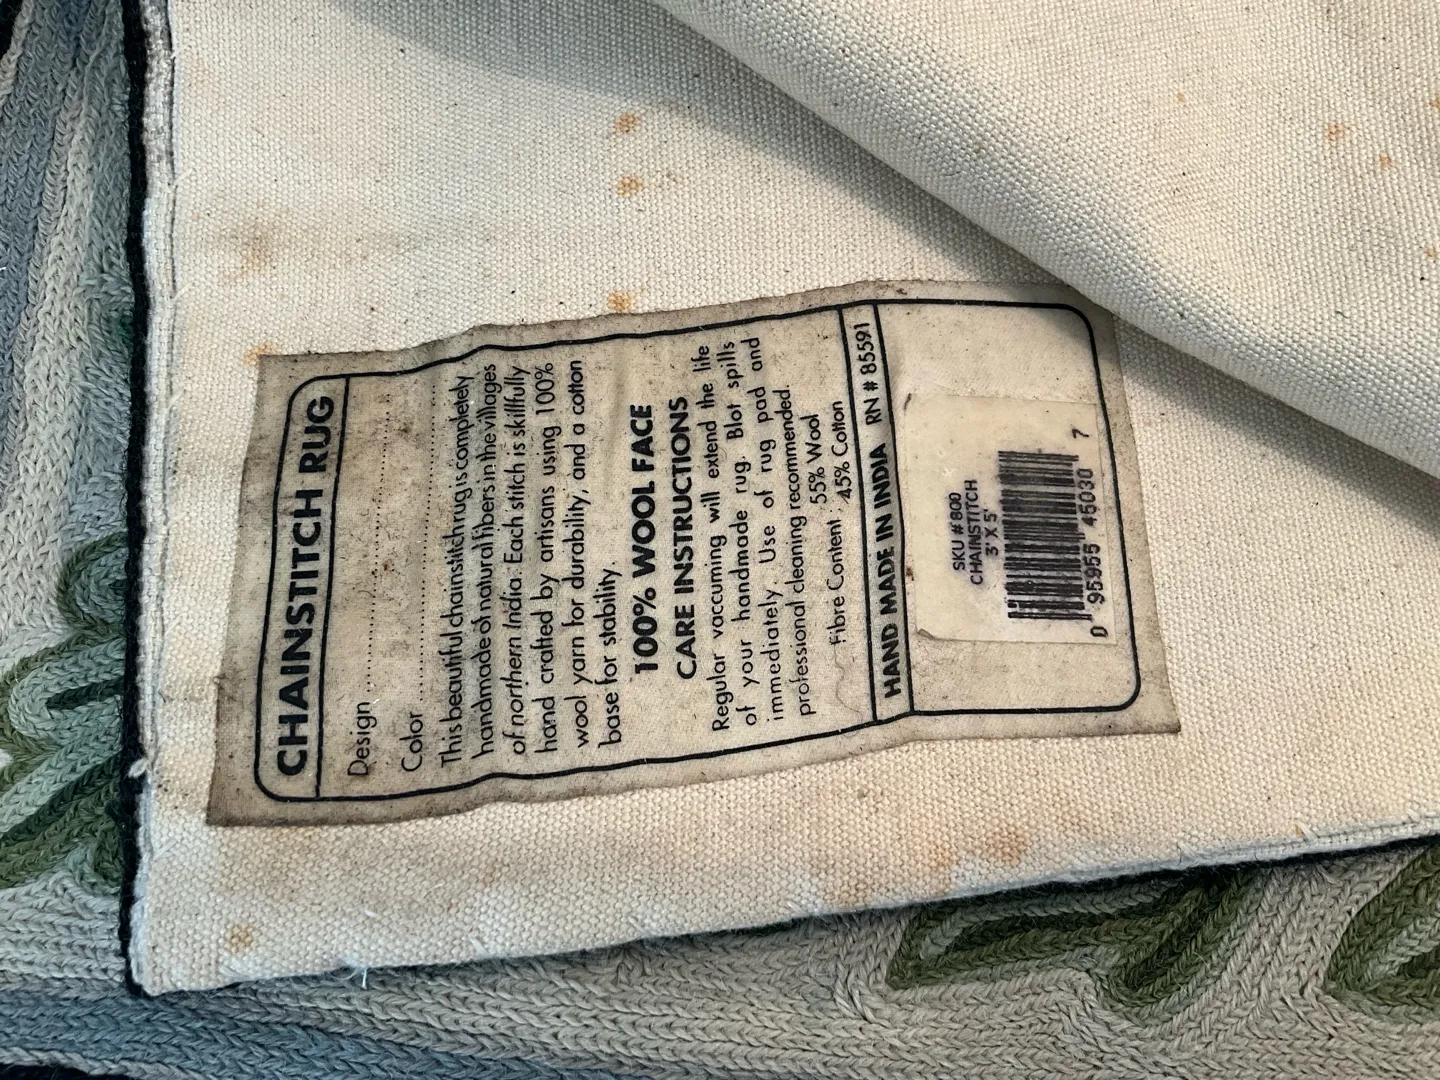 CHAINSTITCH RUG
Design ................................
Color ................................
This beautiful chainstitch rug is completely
handmade of natural fibers in the villages
of northern India. Each stitch is skillfully
hand crafted by artisans using 100%
wool yarn for durability, and a cotton
base for stability.
100% WOOL FACE
CARE INSTRUCTIONS
Regular vaccuming will extend the life
of your handmade rug. Blot spills
immediately. Use of rug pad and
professional cleaning recommended.
55% Wool
Fibre Content : 45% Cotton
HAND MADE IN INDIA RN # 85591
SKU # 800
CHAINSTITCH
3' X 5'
0 95955 45030 7